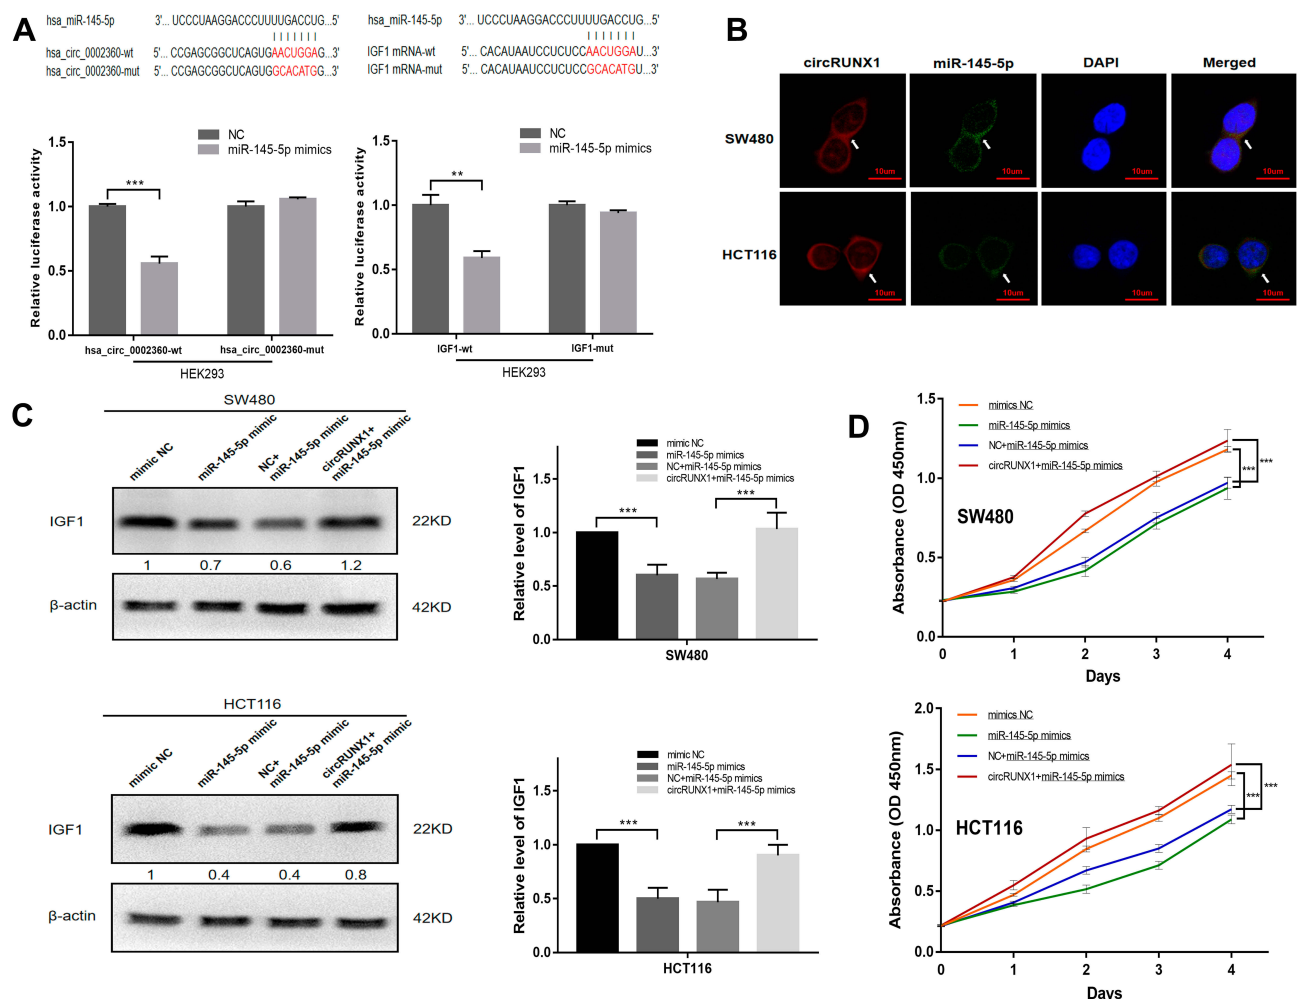 A
hsa_miR-145-5p 3'... UCCCUAAGGACCCUUUUGACCUG...5'
hsa_circ_0002360-wt 5'... CCGAGCGGCUCAGUGAACUGGAG...3'
hsa_circ_0002360-mut 5'... CCGAGCGGCUCAGUGGCACATGG...3'
hsa_miR-145-5p 3'... UCCCUAAGGACCCUUUUGACCUG...5'
IGF1 mRNA-wt 5'... CACAUAAUCCUCUCCAACUGGAU...3'
IGF1 mRNA-mut 5'... CACAUAAUCCUCUCCGCACATGU...3'
Relative luciferase activity
1.5
1.0
0.5
0.0
NC
miR-145-5p mimics
***
hsa_circ_0002360-wt hsa_circ_0002360-mut
HEK293
Relative luciferase activity
1.5
1.0
0.5
0.0
NC
miR-145-5p mimics
**
IGF1-wt IGF1-mut
HEK293
B
circRUNX1 miR-145-5p DAPI Merged
SW480
10um 10um 10um 10um
HCT116
10um 10um 10um 10um
C
SW480
mimic NC
miR-145-5p mimic
NC+
miR-145-5p mimic
circRUNX1+
miR-145-5p mimic
IGF1 22KD
1 0.7 0.6 1.2
β-actin 42KD
Relative level of IGF1
1.5
1.0
0.5
0.0
mimic NC
miR-145-5p mimics
NC+miR-145-5p mimics
circRUNX1+miR-145-5p mimics
*** ***
SW480
HCT116
mimic NC
miR-145-5p mimic
NC+
miR-145-5p mimic
circRUNX1+
miR-145-5p mimic
IGF1 22KD
1 0.4 0.4 0.8
β-actin 42KD
Relative level of IGF1
1.5
1.0
0.5
0.0
mimic NC
miR-145-5p mimics
NC+miR-145-5p mimics
circRUNX1+miR-145-5p mimics
*** ***
HCT116
D
Absorbance (OD 450nm)
1.5
1.0
0.5
0.0
mimics NC
miR-145-5p mimics
NC+miR-145-5p mimics
circRUNX1+miR-145-5p mimics
*** ***
SW480
0 1 2 3 4
Days
Absorbance (OD 450nm)
2.0
1.5
1.0
0.5
0.0
mimics NC
miR-145-5p mimics
NC+miR-145-5p mimics
circRUNX1+miR-145-5p mimics
*** ***
HCT116
0 1 2 3 4
Days